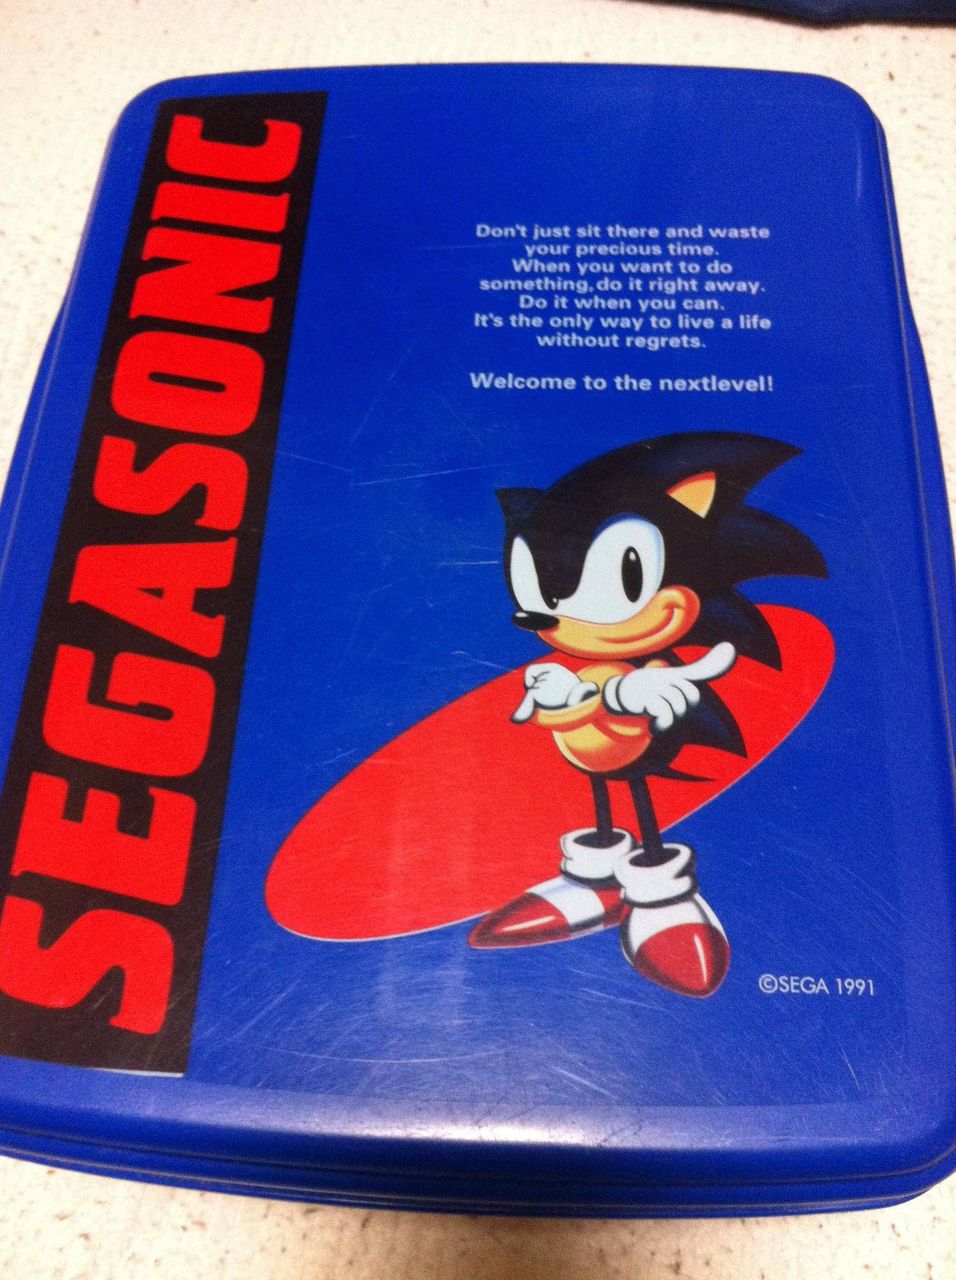 SEGASONIC
Don't just sit there and waste
your precious time.
When you want to do
something, do it right away.
Do it when you can.
It's the only way to live a life
without regrets.
Welcome to the nextlevel!
©SEGA 1991